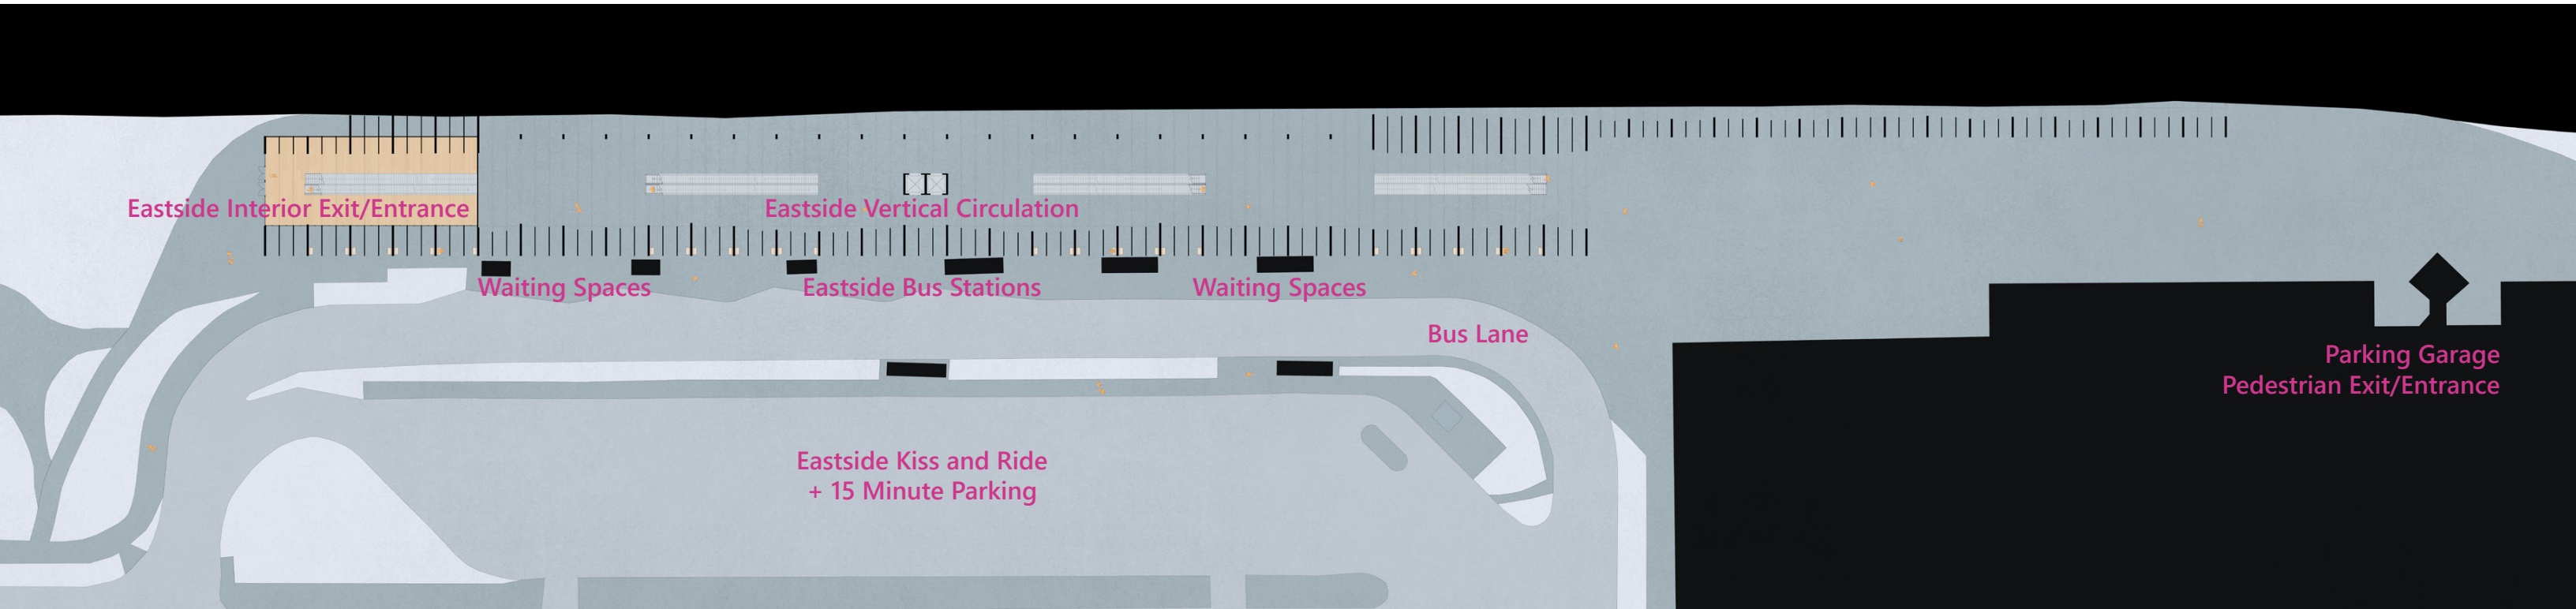 Eastside Interior Exit/Entrance
Eastside Vertical Circulation
Waiting Spaces
Eastside Bus Stations
Waiting Spaces
Bus Lane
Parking Garage
Pedestrian Exit/Entrance
Eastside Kiss and Ride
+ 15 Minute Parking